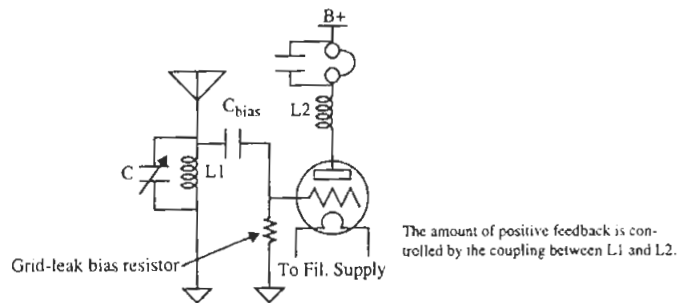 B+
C bias
L2
C
L1
Grid-leak bias resistor
To Fil. Supply
The amount of positive feedback is con-
trolled by the coupling between L1 and L2.